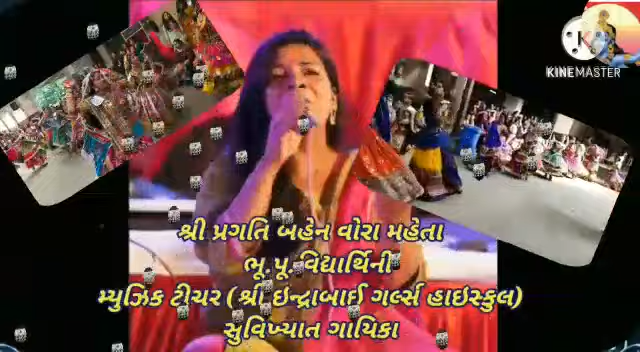 KINEMASTER
શ્રી પ્રગતિ બહેન વોરા મહેતા
ભૂ.પૂ. વિદ્યાર્થિની
મ્યુઝિક ટીચર (શ્રી ઇન્દ્રાબાઈ ગર્લ્સ હાઇસ્કુલ)
સુવિખ્યાત ગાયિકા